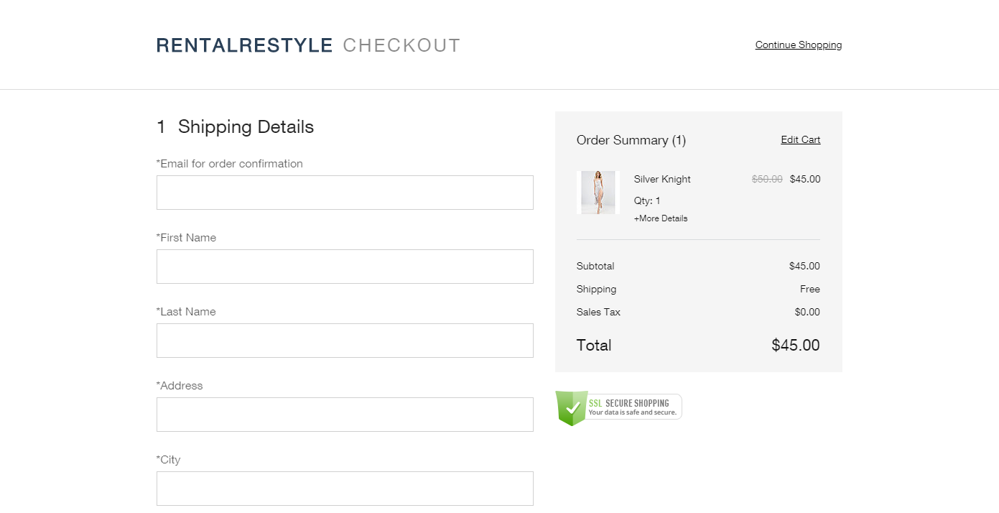 RENTALRESTYLE CHECKOUT
Continue Shopping
1 Shipping Details
*Email for order confirmation
*First Name
*Last Name
*Address
*City
Order Summary (1)
Edit Cart
Silver Knight
$50.00 $45.00
Qty: 1
+More Details
Subtotal $45.00
Shipping Free
Sales Tax $0.00
Total $45.00
SSL SECURE SHOPPING
Your data is safe and secure.